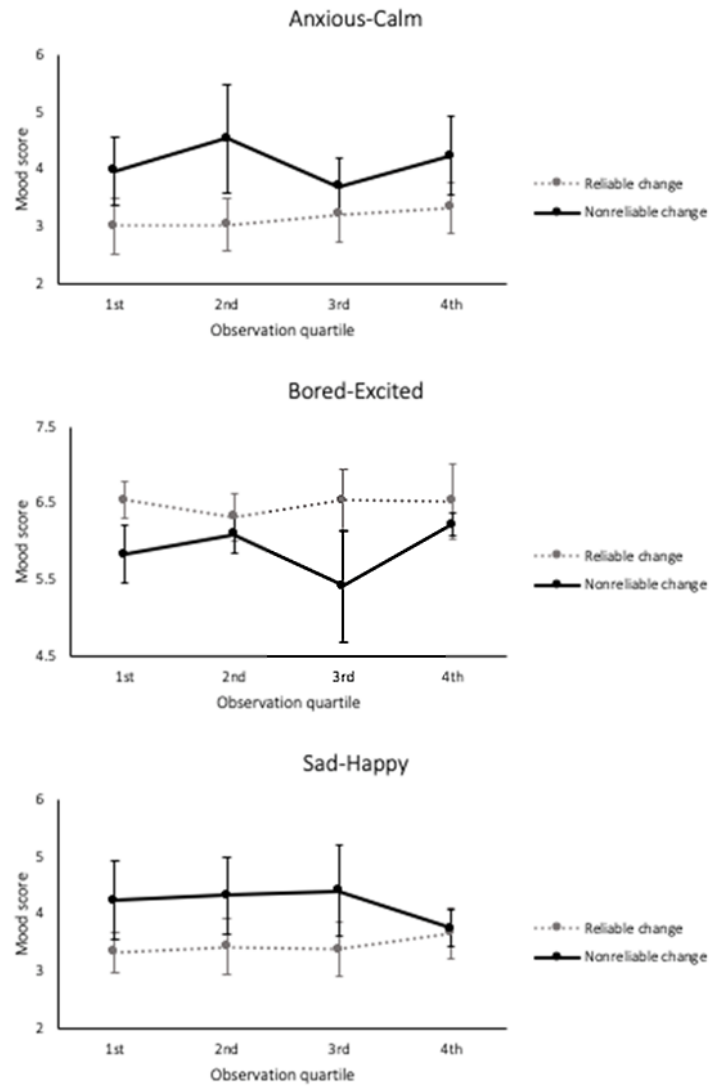 Anxious-Calm
6
5
4
3
2
Mood score
1st 2nd 3rd 4th
Observation quartile
Reliable change
Nonreliable change
Bored-Excited
7.5
6.5
5.5
4.5
Mood score
1st 2nd 3rd 4th
Observation quartile
Reliable change
Nonreliable change
Sad-Happy
6
5
4
3
2
Mood score
1st 2nd 3rd 4th
Observation quartile
Reliable change
Nonreliable change